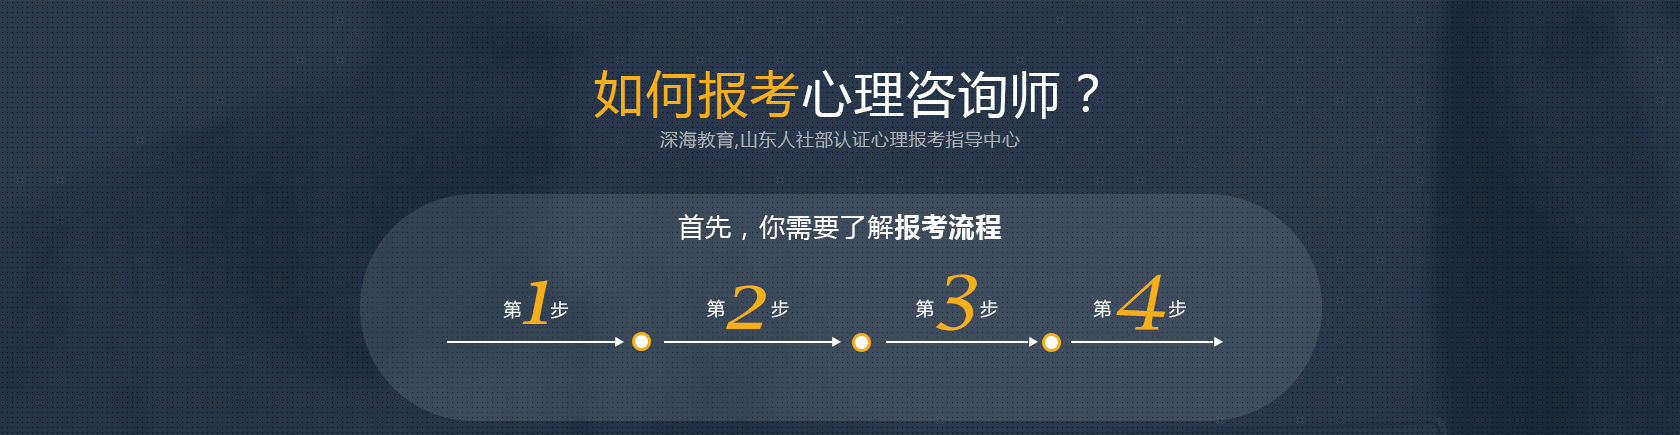 如何报考心理咨询师？
深海教育,山东人社部认证心理报考指导中心
首先，你需要了解报考流程
第1步 第2步 第3步 第4步